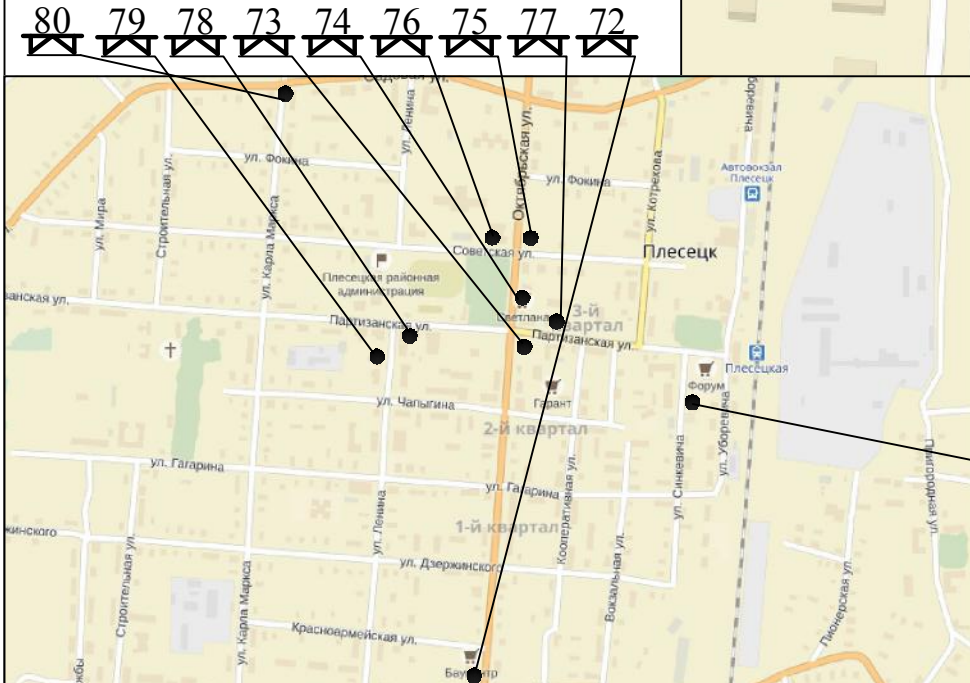 80 79 78 73 74 76 75 77 72
Садовая ул.
ул. Ленина
Октябрьская ул.
ул. Котрехова
Автовокзал
Плесецк
ул. Фокина
ул. Фокина
ул. Мира
Строительная ул.
ул. Карла Маркса
Советская ул.
Плесецк
Плесецкая районная
администрация
Светлана
3-й
квартал
Партизанская ул.
Партизанская ул.
Плесецкая
Форум
Гарант
ул. Чапыгина
2-й квартал
ул. Уборевича
ул. Гагарина
ул. Гагарина
ул. Синкевича
Пригородная ул.
ул. Ленина
1-й квартал
Кооперативная ул.
ул. Дзержинского
Вокзальная ул.
Строительная ул.
ул. Карла Маркса
Пионерская ул.
Красноармейская ул.